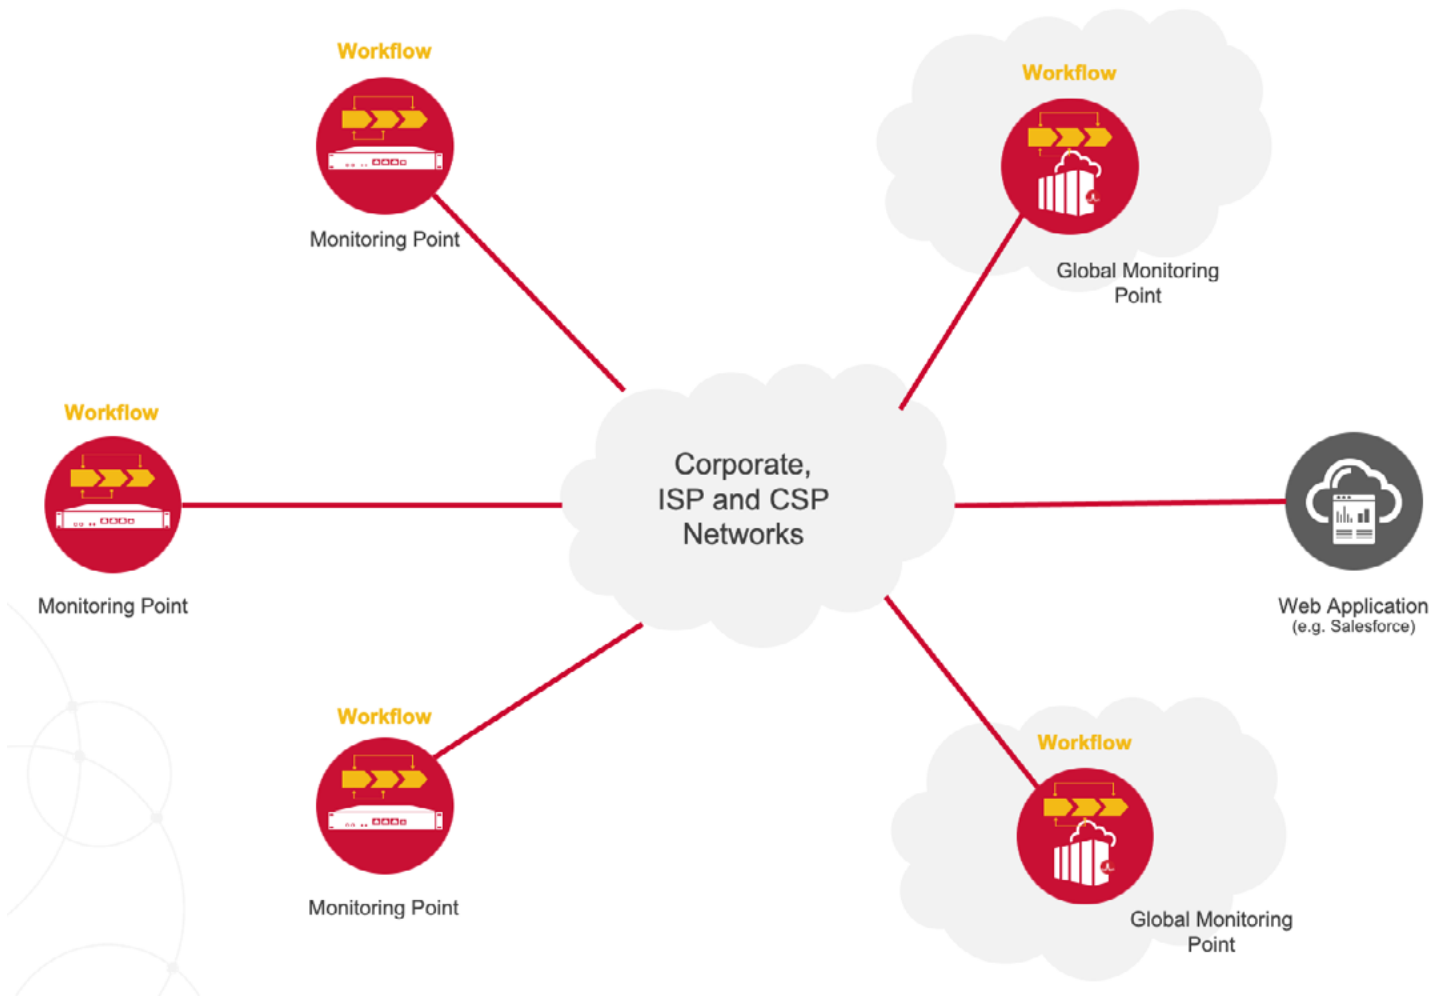 Workflow
Monitoring Point
Workflow
Global Monitoring
Point
Workflow
Monitoring Point
Corporate,
ISP and CSP
Networks
Web Application
(e.g. Salesforce)
Workflow
Monitoring Point
Workflow
Global Monitoring
Point